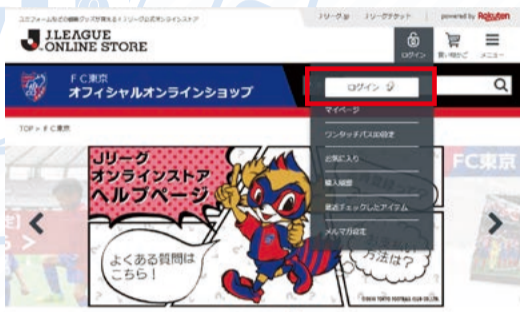 ユニフォームなどの観戦グッズが買えるJリーグ公式オンラインストア
Jリーグ.jp Jリーグチケット powered by Rakuten
J.LEAGUE
ONLINE STORE
ログイン 買い物かご メニュー
FC東京
オフィシャルオンラインショップ
ログイン
マイページ
ワンタッチパスID設定
お気に入り
購入履歴
最近チェックしたアイテム
メルマガ設定
TOP > FC東京
Jリーグ
オンラインストア
ヘルプページ
よくある質問は
こちら！
方法は？
FC東京